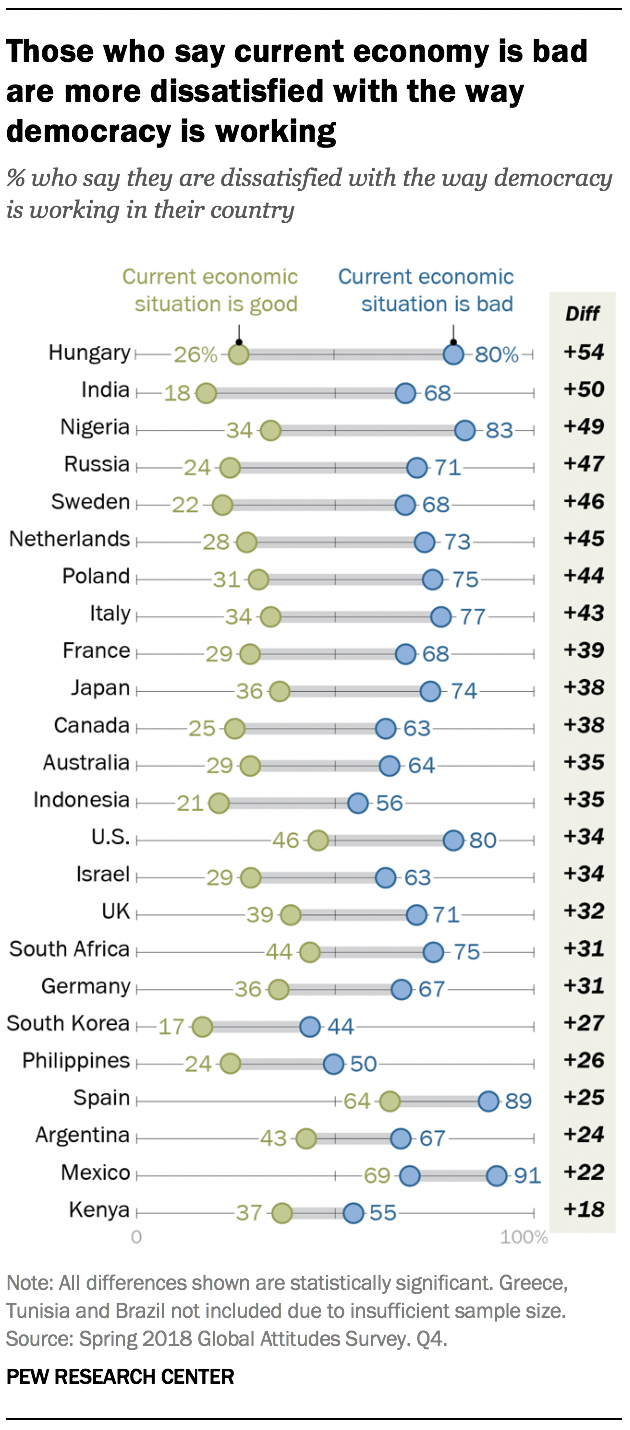 Those who say current economy is bad
are more dissatisfied with the way
democracy is working
% who say they are dissatisfied with the way democracy
is working in their country
Current economic situation is good
Current economic situation is bad
Diff
Hungary 26% 80% +54
India 18 68 +50
Nigeria 34 83 +49
Russia 24 71 +47
Sweden 22 68 +46
Netherlands 28 73 +45
Poland 31 75 +44
Italy 34 77 +43
France 29 68 +39
Japan 36 74 +38
Canada 25 63 +38
Australia 29 64 +35
Indonesia 21 56 +35
U.S. 46 80 +34
Israel 29 63 +34
UK 39 71 +32
South Africa 44 75 +31
Germany 36 67 +31
South Korea 17 44 +27
Philippines 24 50 +26
Spain 64 89 +25
Argentina 43 67 +24
Mexico 69 91 +22
Kenya 37 55 +18
0 100%
Note: All differences shown are statistically significant. Greece,
Tunisia and Brazil not included due to insufficient sample size.
Source: Spring 2018 Global Attitudes Survey. Q4.
PEW RESEARCH CENTER